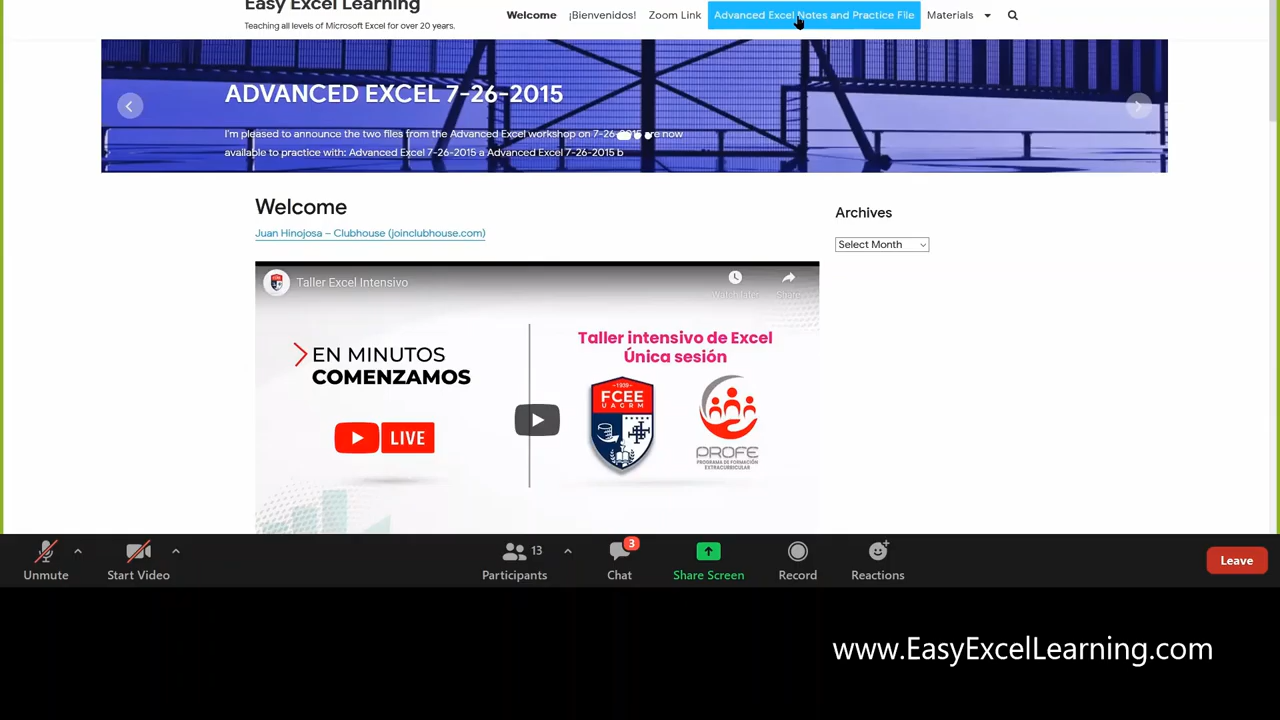 Easy Excel Learning
Teaching all levels of Microsoft Excel for over 20 years.
Welcome ¡Bienvenidos! Zoom Link Advanced Excel Notes and Practice File Materials
ADVANCED EXCEL 7-26-2015
I'm pleased to announce the two files from the Advanced Excel workshop on 7-26-2015 are now
available to practice with: Advanced Excel 7-26-2015 a Advanced Excel 7-26-2015 b
Welcome
Juan Hinojosa – Clubhouse (joinclubhouse.com)
Archives
Select Month
Taller Excel Intensivo
Watch later Share
EN MINUTOS
COMENZAMOS
LIVE
Taller intensivo de Excel
Única sesión
1939
FCEE
UAGRM
PROFE
PROGRAMA DE FORMACIÓN
EXTRACURRICULAR
Unmute
Start Video
13
Participants
3
Chat
Share Screen
Record
Reactions
Leave
www.EasyExcelLearning.com